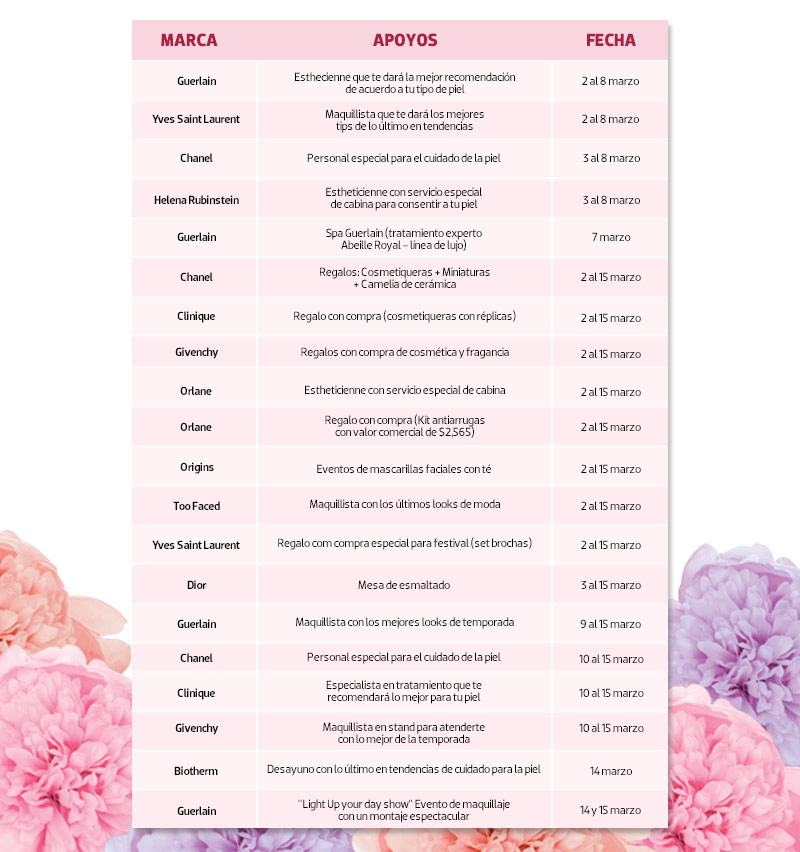 MARCA APOYOS FECHA
Guerlain
Esthecienne que te dará la mejor recomendación
de acuerdo a tu tipo de piel
2 al 8 marzo
Yves Saint Laurent
Maquillista que te dará los mejores
tips de lo último en tendencias
2 al 8 marzo
Chanel
Personal especial para el cuidado de la piel
3 al 8 marzo
Helena Rubinstein
Estheticienne con servicio especial
de cabina para consentir a tu piel
3 al 8 marzo
Guerlain
Spa Guerlain (tratamiento experto
Abeille Royal - línea de lujo)
7 marzo
Chanel
Regalos: Cosmetiqueras + Miniaturas
+ Camelia de cerámica
2 al 15 marzo
Clinique
Regalo con compra (cosmetiqueras con réplicas)
2 al 15 marzo
Givenchy
Regalos con compra de cosmética y fragancia
2 al 15 marzo
Orlane
Estheticienne con servicio especial de cabina
2 al 15 marzo
Orlane
Regalo con compra (Kit antiarrugas
con valor comercial de $2,565)
2 al 15 marzo
Origins
Eventos de mascarillas faciales con té
2 al 15 marzo
Too Faced
Maquillista con los últimos looks de moda
2 al 15 marzo
Yves Saint Laurent
Regalo com compra especial para festival (set brochas)
2 al 15 marzo
Dior
Mesa de esmaltado
3 al 15 marzo
Guerlain
Maquillista con los mejores looks de temporada
9 al 15 marzo
Chanel
Personal especial para el cuidado de la piel
10 al 15 marzo
Clinique
Especialista en tratamiento que te
recomendará lo mejor para tu piel
10 al 15 marzo
Givenchy
Maquillista en stand para atenderte
con lo mejor de la temporada
10 al 15 marzo
Biotherm
Desayuno con lo último en tendencias de cuidado para la piel
14 marzo
Guerlain
"Light Up your day show" Evento de maquillaje
con un montaje espectacular
14 y 15 marzo